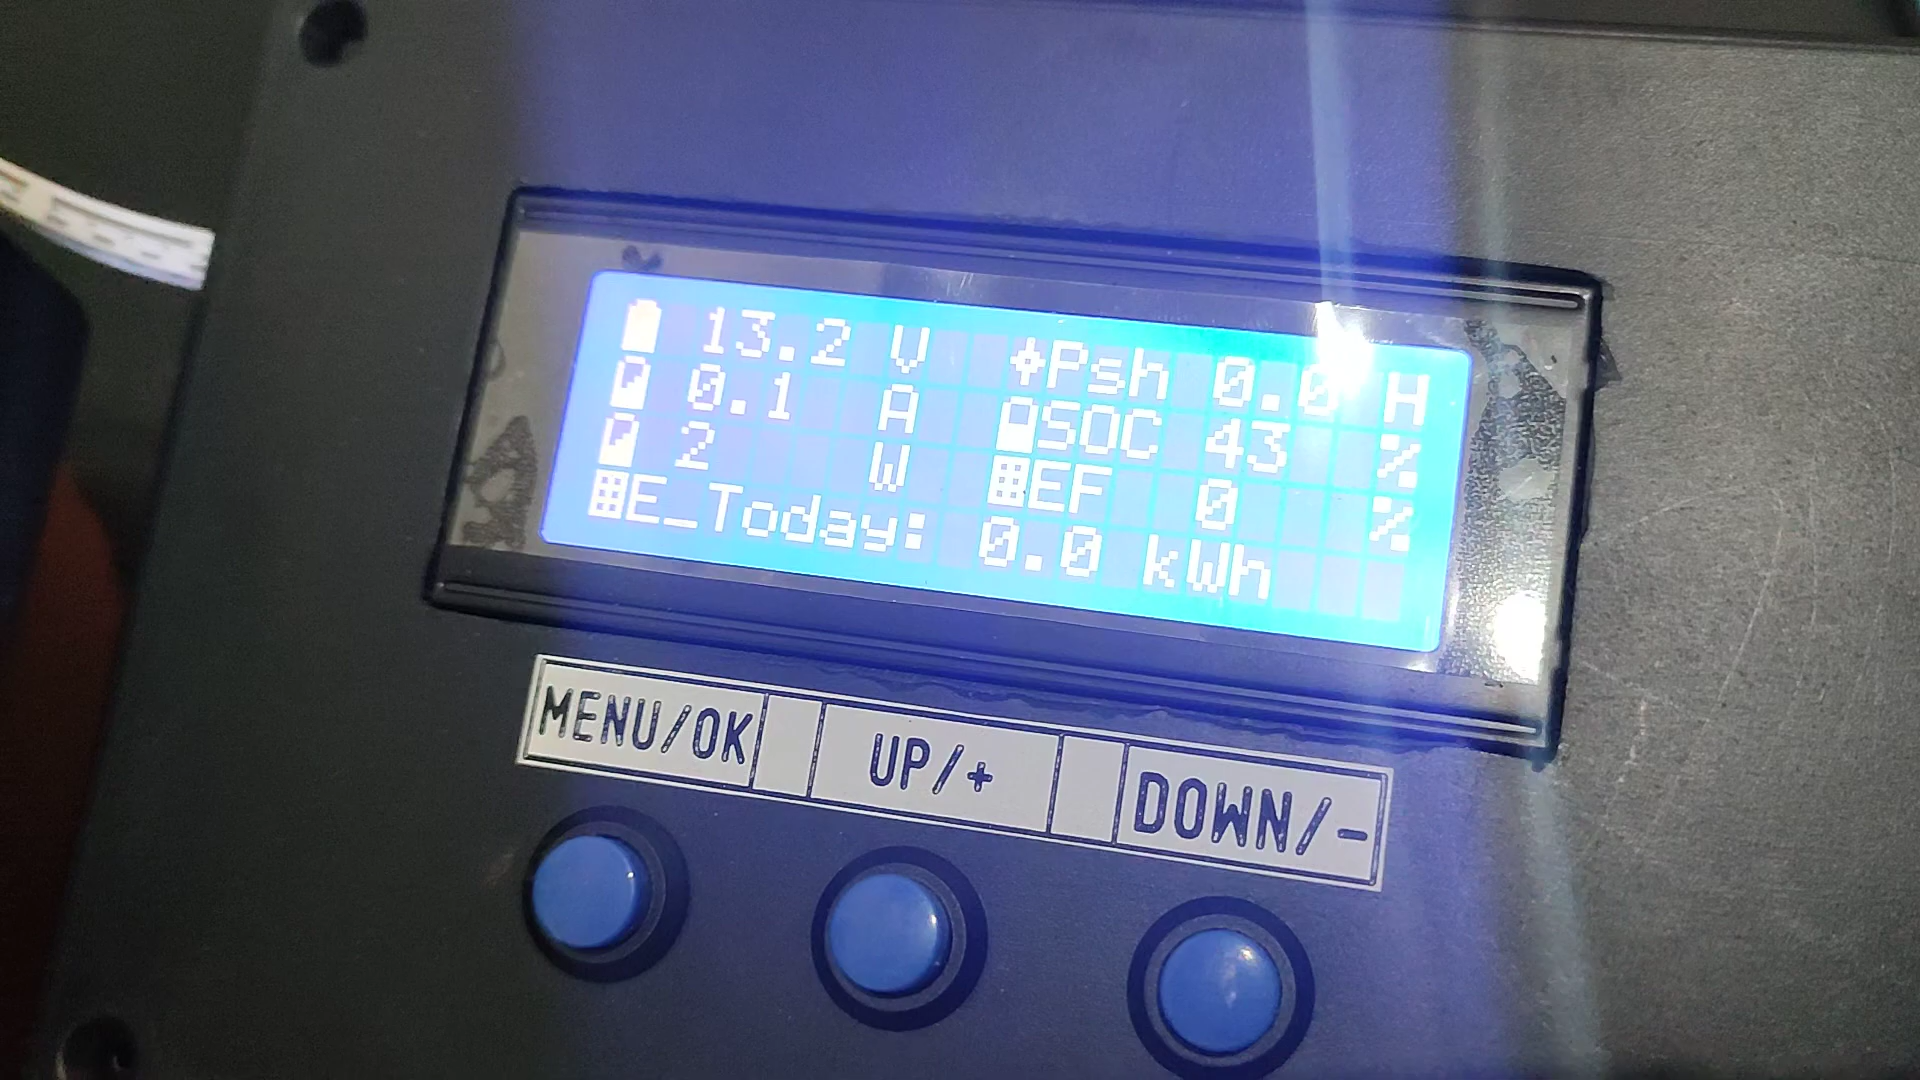 13.2 V Psh 0.0 H
0.1 A SOC 43 %
2 W EF 0 %
E_Today: 0.0 kWh
MENU/OK UP/+ DOWN/-